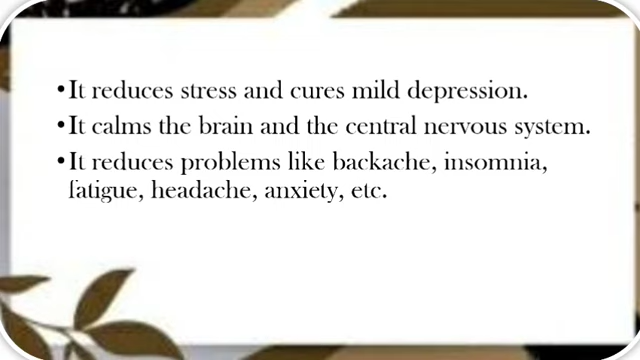 •It reduces stress and cures mild depression.
•It calms the brain and the central nervous system.
•It reduces problems like backache, insomnia,
fatigue, headache, anxiety, etc.